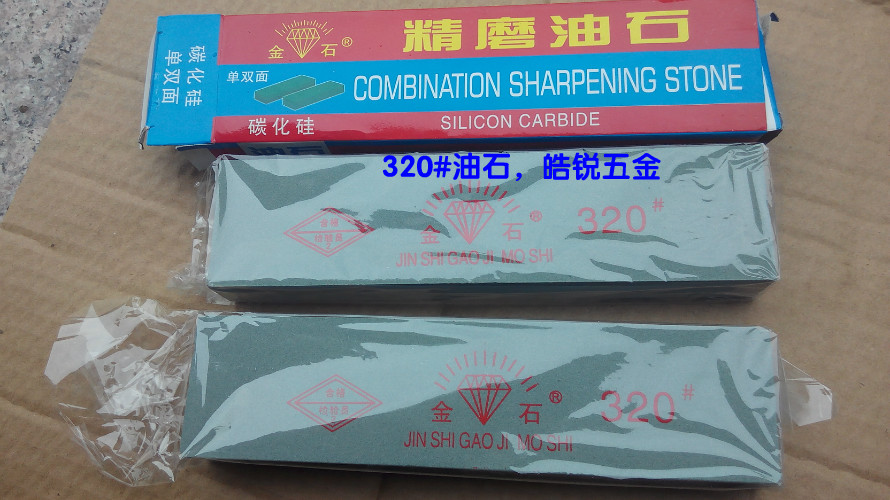 碳化硅
单双面
金石®
精磨油石
单双面
COMBINATION SHARPENING STONE
碳化硅
SILICON CARBIDE
油石
320#油石，皓锐五金
金石®
320#
JIN SHI GAO JI MO SHI
金石®
320#
JIN SHI GAO JI MO SHI